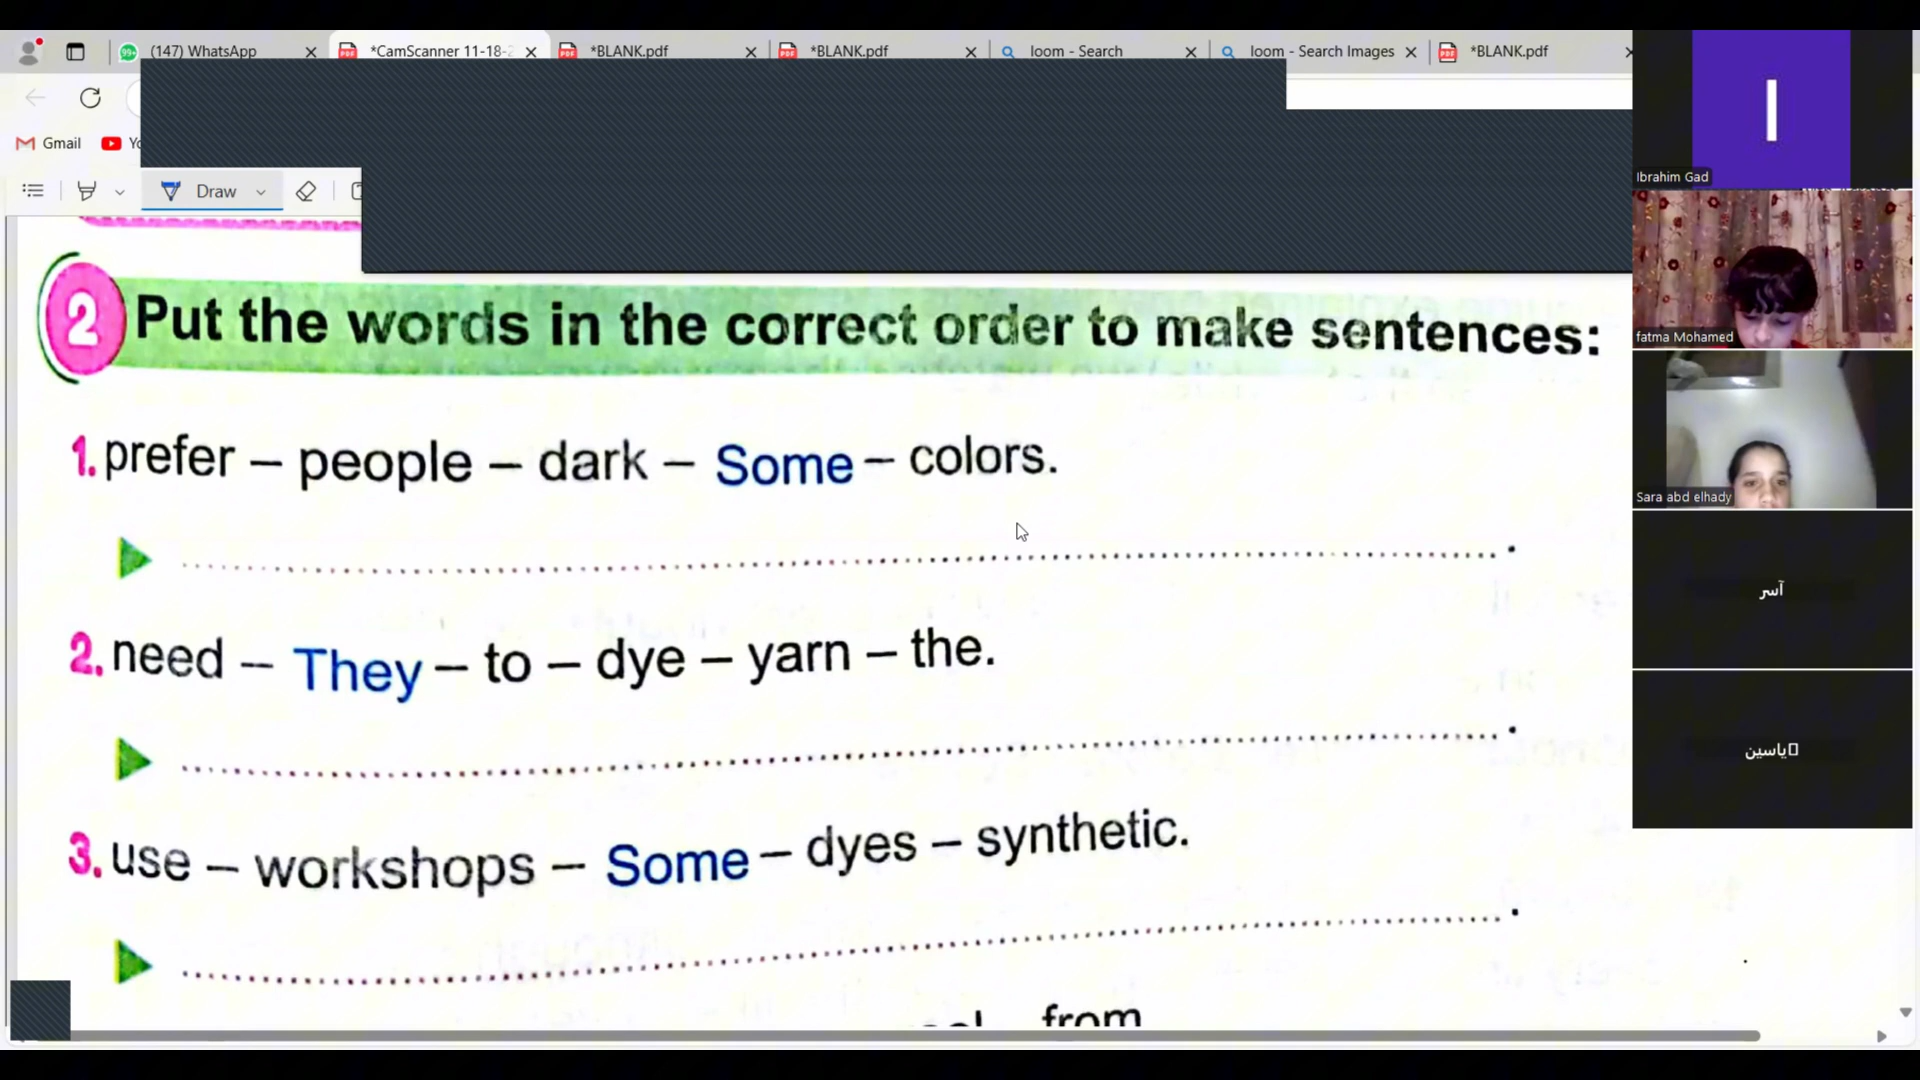 (147) WhatsApp
*CamScanner 11-18-2
*BLANK.pdf
*BLANK.pdf
loom - Search
loom - Search Images
*BLANK.pdf
Gmail
Draw
2 Put the words in the correct order to make sentences:
1. prefer – people – dark – Some – colors.
2. need – They – to – dye – yarn – the.
3. use – workshops – Some – dyes – synthetic.
from
Ibrahim Gad
fatma Mohamed
Sara abd elhady
آسر
ياسين